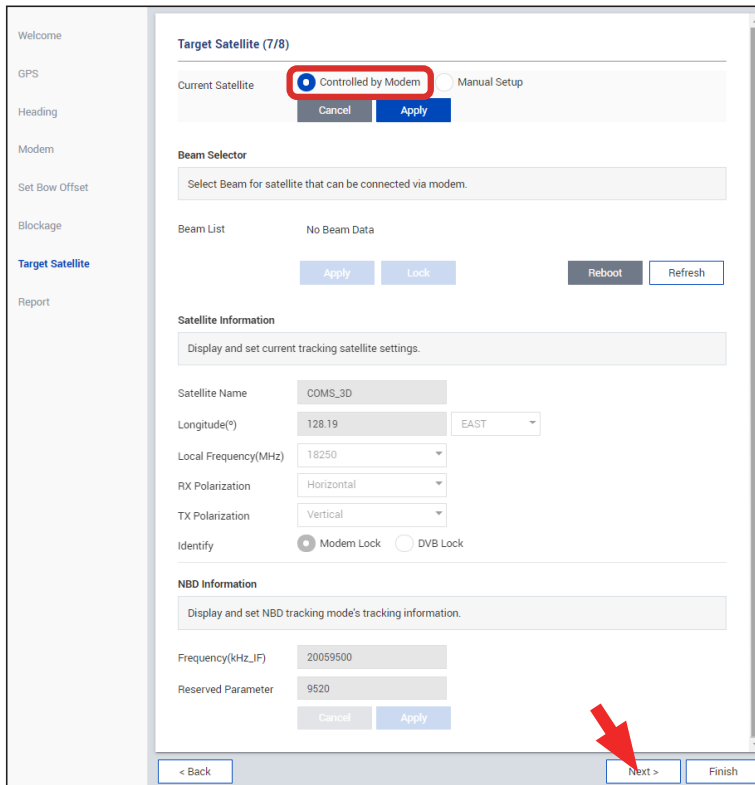 Welcome
GPS
Heading
Modem
Set Bow Offset
Blockage
Target Satellite
Report
Target Satellite (7/8)
Current Satellite Controlled by Modem Manual Setup
Cancel Apply
Beam Selector
Select Beam for satellite that can be connected via modem.
Beam List No Beam Data
Apply Lock Reboot Refresh
Satellite Information
Display and set current tracking satellite settings.
Satellite Name COMS_3D
Longitude(º) 128.19 EAST
Local Frequency(MHz) 18250
RX Polarization Horizontal
TX Polarization Vertical
Identify Modem Lock DVB Lock
NBD Information
Display and set NBD tracking mode's tracking information.
Frequency(kHz_IF) 20059500
Reserved Parameter 9520
Cancel Apply
< Back Next > Finish